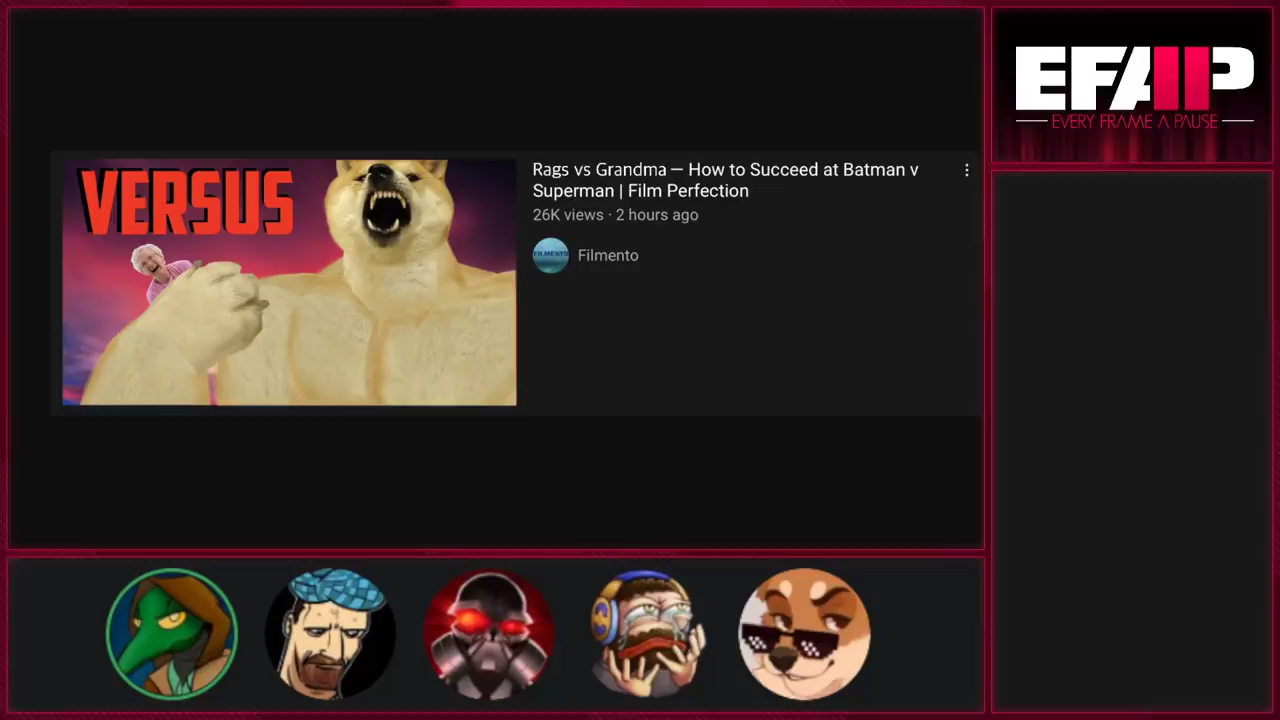 EFAP
EVERY FRAME A PAUSE
VERSUS
Rags vs Grandma — How to Succeed at Batman v
Superman | Film Perfection
26K views · 2 hours ago
FILMENTO
Filmento